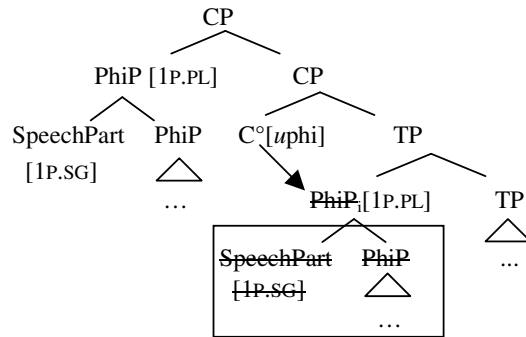 CP
PhiP [1P.PL] CP
SpeechPart PhiP C°[uphi] TP
[1P.SG]
… PhiPi[1P.PL] TP
SpeechPart PhiP ...
[1P.SG]
…